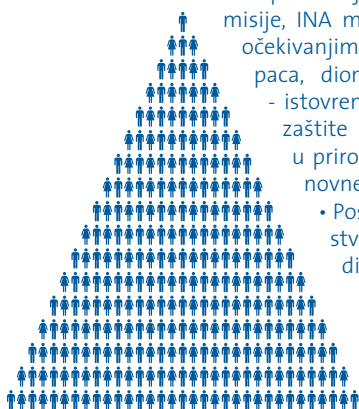 misije, INA m
očekivanjim
paca, dior
- istovren
zaštite
u priro
novne
• Pos
stv
di